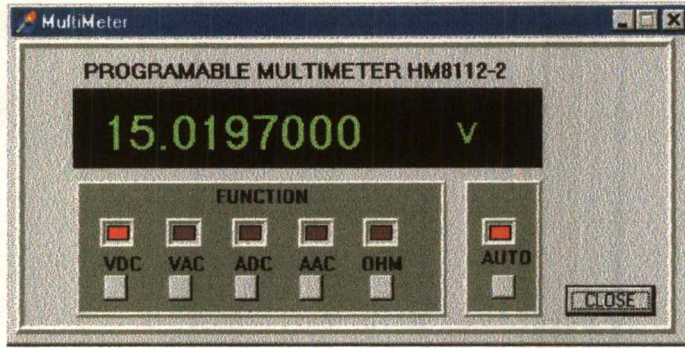 MultiMeter
PROGRAMABLE MULTIMETER HM8112-2
15.0197000 V
FUNCTION
VDC VAC ADC AAC OHM
AUTO
CLOSE